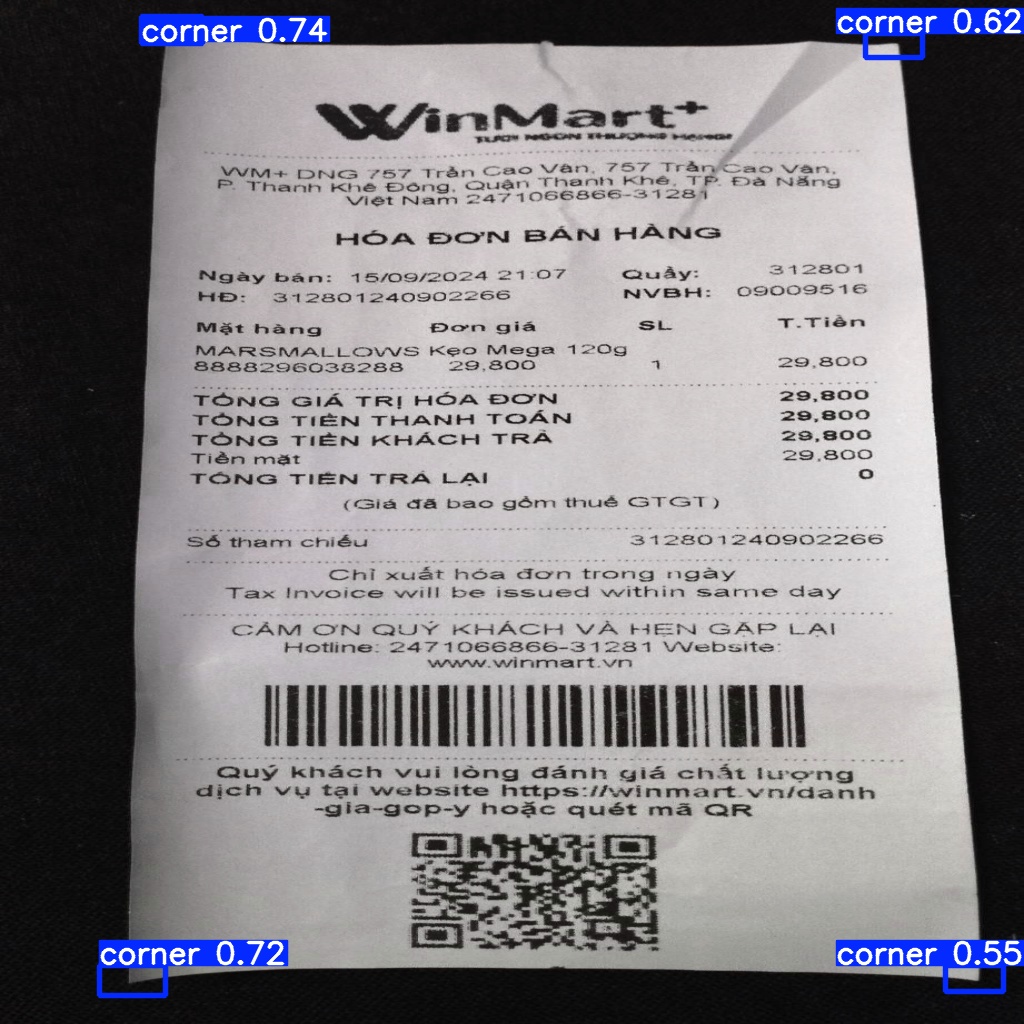 corner 0.74
corner 0.62
WinMart+
TƯƠI NGON THƯỢNG HẠNG!
WM+ DNG 757 Trần Cao Vân, 757 Trần Cao Vân,
P. Thanh Khê Đông, Quận Thanh Khê, TP. Đà Nẵng
Việt Nam 2471066866-31281
HÓA ĐƠN BÁN HÀNG
Ngày bán: 15/09/2024 21:07 Quầy: 312801
HĐ: 312801240902266 NVBH: 09009516
Mặt hàng Đơn giá SL T.Tiền
MARSMALLOWS Kẹo Mega 120g
8888296038288 29,800 1 29,800
TỔNG GIÁ TRỊ HÓA ĐƠN 29,800
TỔNG TIỀN THANH TOÁN 29,800
TỔNG TIỀN KHÁCH TRẢ 29,800
Tiền mặt 29,800
TỔNG TIỀN TRẢ LẠI 0
(Giá đã bao gồm thuế GTGT)
Số tham chiếu 312801240902266
Chỉ xuất hóa đơn trong ngày
Tax Invoice will be issued within same day
CẢM ƠN QUÝ KHÁCH VÀ HẸN GẶP LẠI
Hotline: 2471066866-31281 Website:
www.winmart.vn
Quý khách vui lòng đánh giá chất lượng
dịch vụ tại website https://winmart.vn/danh
-gia-gop-y hoặc quét mã QR
corner 0.72
corner 0.55